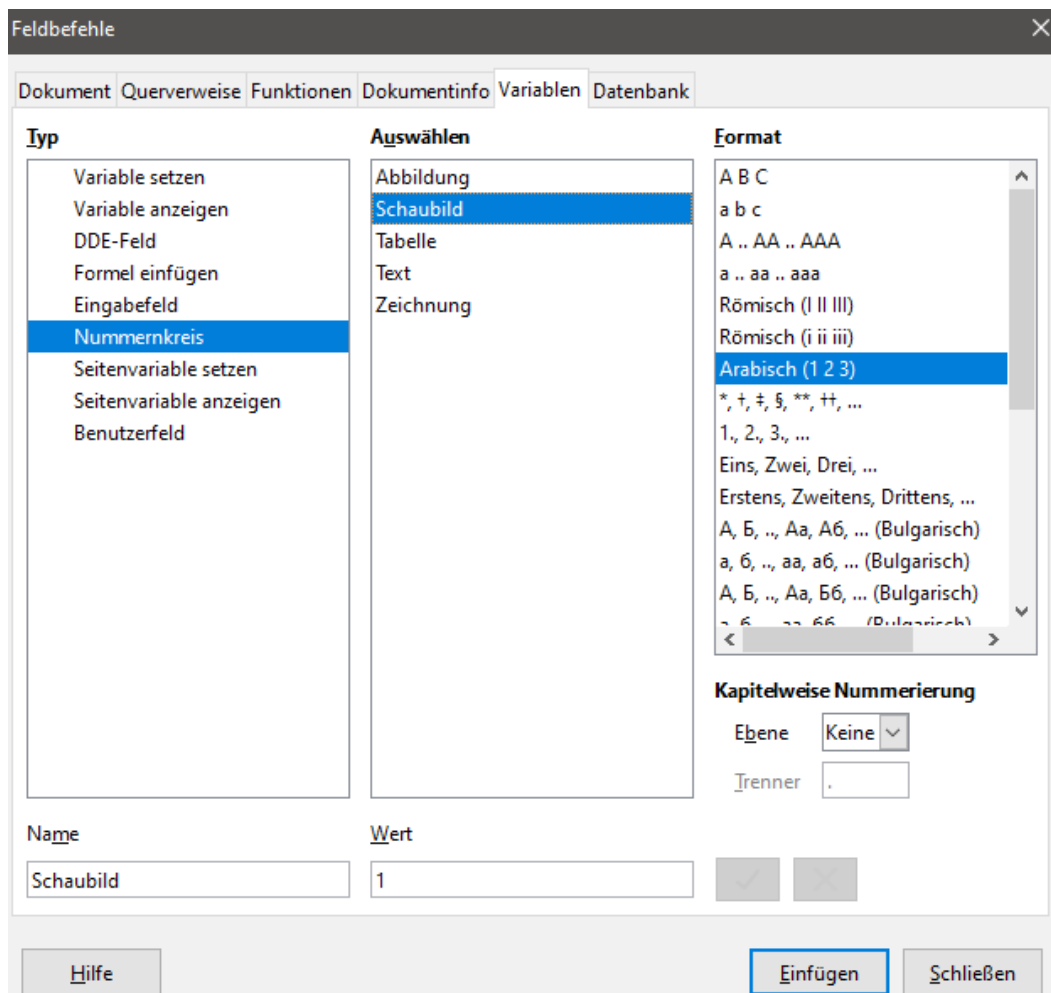 Feldbefehle
Dokument Querverweise Funktionen Dokumentinfo Variablen Datenbank
Typ
Variable setzen
Variable anzeigen
DDE-Feld
Formel einfügen
Eingabefeld
Nummernkreis
Seitenvariable setzen
Seitenvariable anzeigen
Benutzerfeld
Auswählen
Abbildung
Schaubild
Tabelle
Text
Zeichnung
Format
A B C
a b c
A .. AA .. AAA
a .. aa .. aaa
Römisch (I II III)
Römisch (i ii iii)
Arabisch (1 2 3)
*, †, ‡, §, **, ††, ...
1., 2., 3., ...
Eins, Zwei, Drei, ...
Erstens, Zweitens, Drittens, ...
А, Б, .., Аа, Аб, ... (Bulgarisch)
а, б, .., аа, аб, ... (Bulgarisch)
А, Б, .., Аа, Бб, ... (Bulgarisch)
а, б, .., аа, бб, ... (Bulgarisch)
Kapitelweise Nummerierung
Ebene Keine
Trenner .
Name
Schaubild
Wert
1
Hilfe Einfügen Schließen